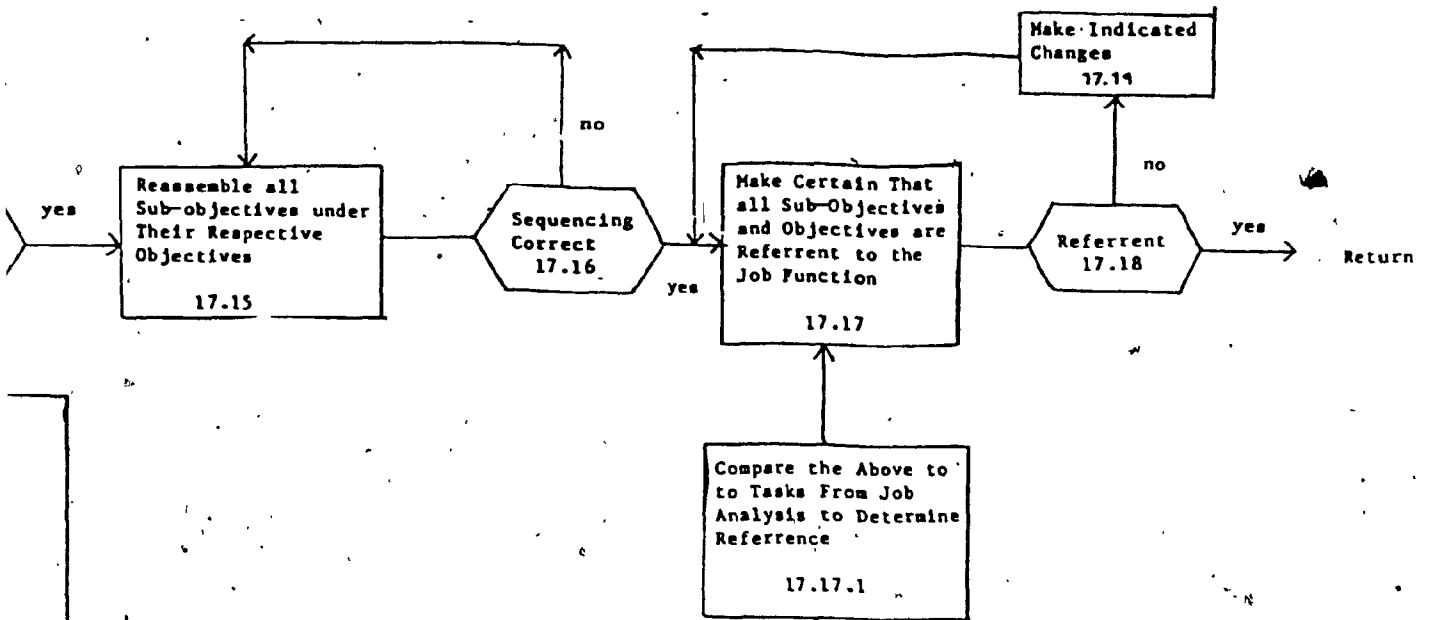 Make Indicated
Changes
17.19
no
no
yes
Reassemble all
Sub-objectives under
Their Respective
Objectives
17.15
Sequencing
Correct
17.16
yes
Make Certain That
all Sub-Objectives
and Objectives are
Referrent to the
Job Function
17.17
Referrent
17.18
yes
Return
Compare the Above to
to Tasks From Job
Analysis to Determine
Referrence
17.17.1